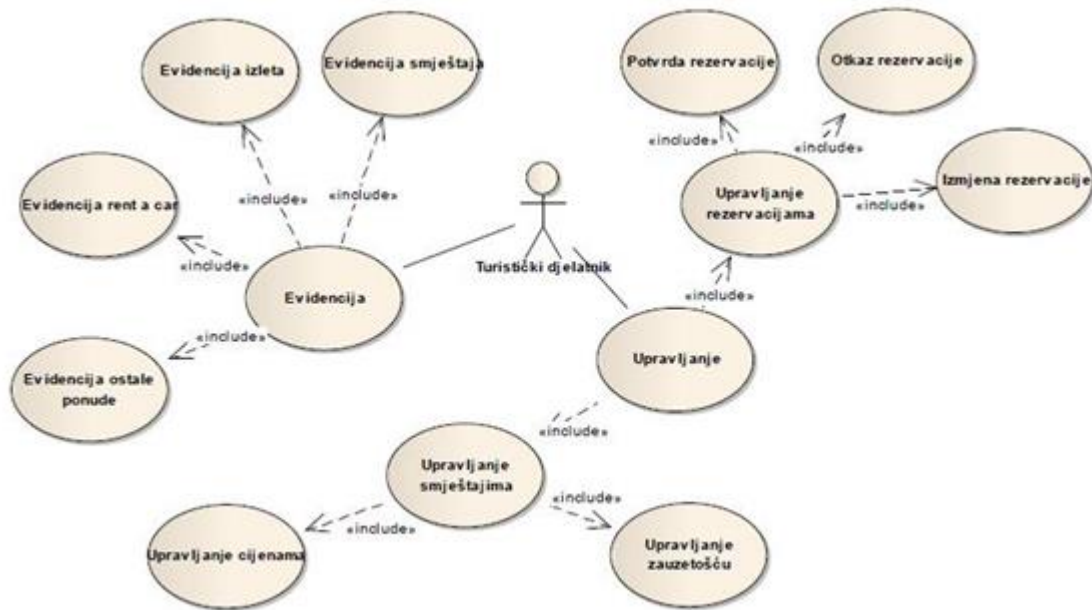 Evidencija izleta
Evidencija smještaja
Potvrda rezervacije
Otkaz rezervacije
«include»
«include»
«include»
«include»
Evidencija rent a car
Upravljanje
rezervacijama
Izmjena rezervacije
«include»
«include»
Turistički djelatnik
«include»
Evidencija
«include»
Upravljanje
Evidencija ostale
ponude
«include»
Upravljanje
smještajima
«include»
«include»
Upravljanje cijenama
Upravljanje
zauzetošću